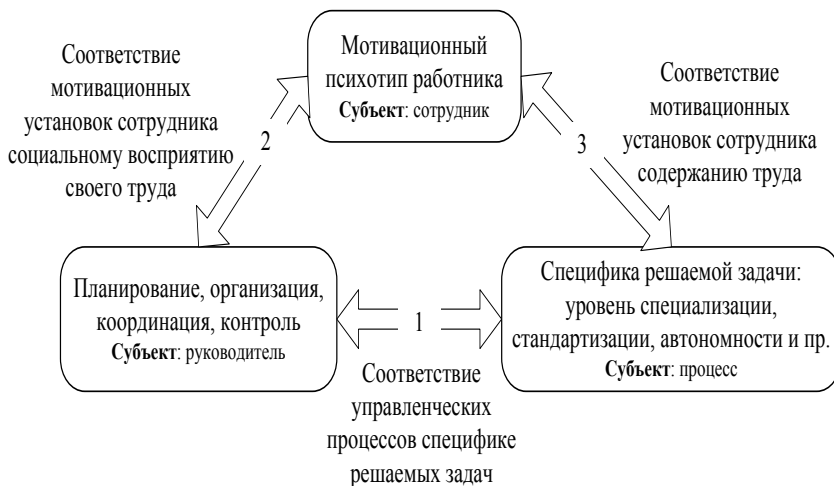 Мотивационный
психотип работника
Субъект: сотрудник
Соответствие
мотивационных
установок сотрудника
социальному восприятию
своего труда
2
Соответствие
мотивационных
установок сотрудника
содержанию труда
3
Планирование, организация,
координация, контроль
Субъект: руководитель
1
Специфика решаемой задачи:
уровень специализации,
стандартизации, автономности и пр.
Субъект: процесс
Соответствие
управленческих
процессов специфике
решаемых задач